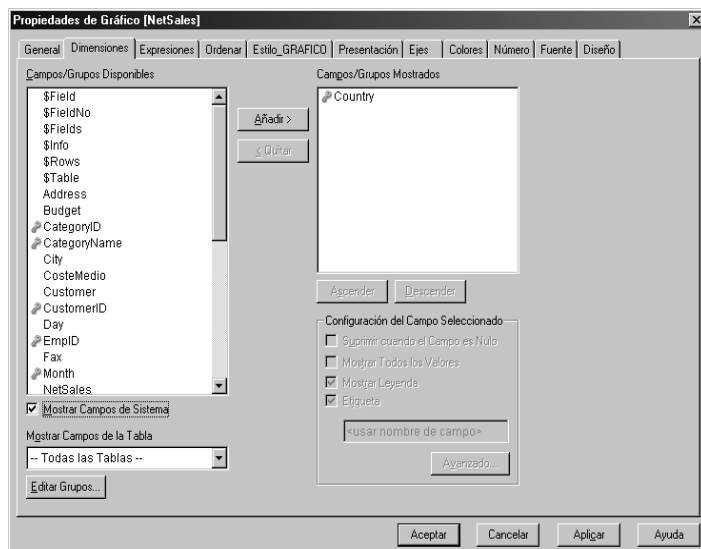 Propiedades de Gráfico [NetSales]
General Dimensiones Expresiones Ordenar Estilo_GRAFICO Presentación Ejes Colores Número Fuente Diseño
Campos/Grupos Disponibles
$Field
$FieldNo
$Fields
$Info
$Rows
$Table
Address
Budget
CategoryID
CategoryName
City
CosteMedio
Customer
CustomerID
Day
EmpID
Fax
Month
NetSales
Mostrar Campos de Sistema
Mostrar Campos de la Tabla
-- Todas las Tablas --
Editar Grupos...
Añadir >
< Quitar
Campos/Grupos Mostrados
Country
Ascender Descender
Configuración del Campo Seleccionado
Suprimir cuando el Campo es Nulo
Mostrar Todos los Valores
Mostrar Leyenda
Etiqueta
<usar nombre de campo>
Avanzado...
Aceptar Cancelar Aplicar Ayuda